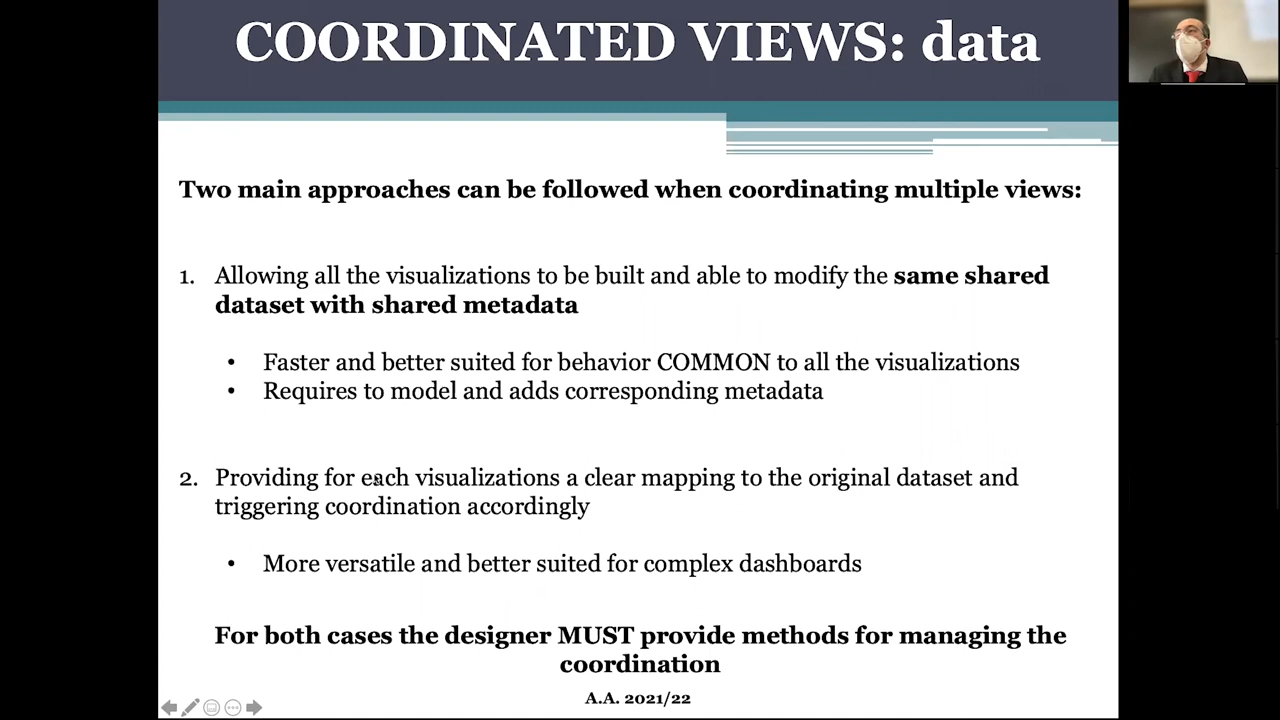 COORDINATED VIEWS: data
Two main approaches can be followed when coordinating multiple views:
1. Allowing all the visualizations to be built and able to modify the same shared
dataset with shared metadata
• Faster and better suited for behavior COMMON to all the visualizations
• Requires to model and adds corresponding metadata
2. Providing for each visualizations a clear mapping to the original dataset and
triggering coordination accordingly
• More versatile and better suited for complex dashboards
For both cases the designer MUST provide methods for managing the
coordination
A.A. 2021/22